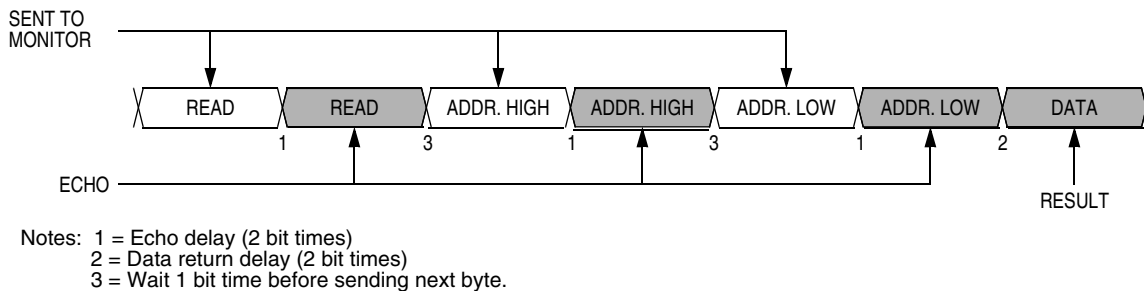 SENT TO
MONITOR
READ READ ADDR. HIGH ADDR. HIGH ADDR. LOW ADDR. LOW DATA
1 3 1 3 1 2
ECHO
RESULT
Notes: 1 = Echo delay (2 bit times)
2 = Data return delay (2 bit times)
3 = Wait 1 bit time before sending next byte.